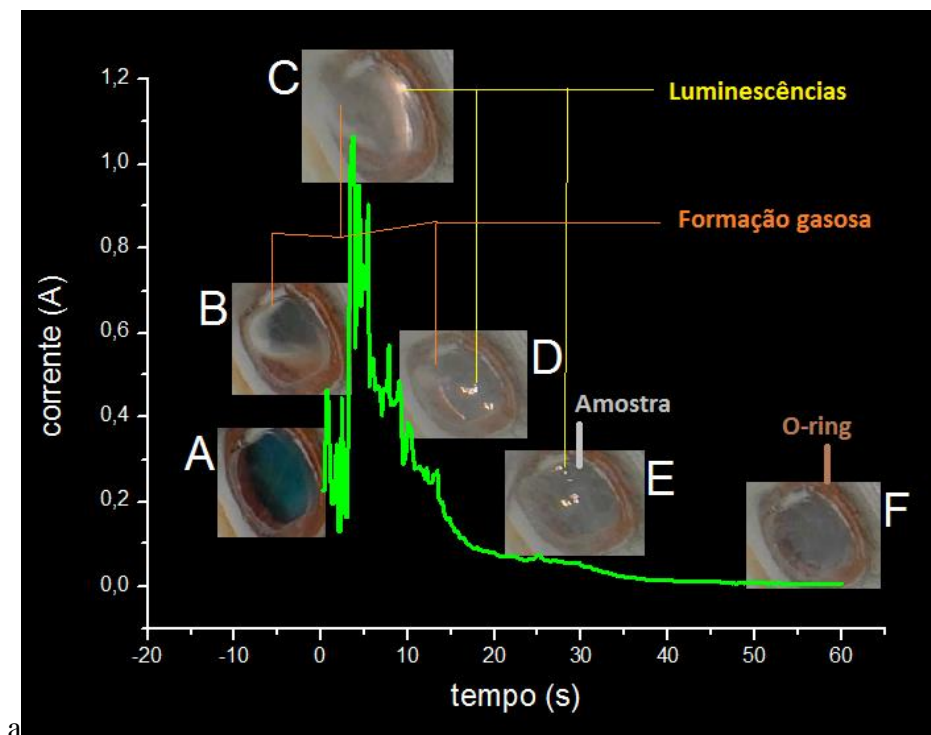 C
Luminescências
Formação gasosa
B
D
Amostra
O-ring
A
E
F
corrente (A)
1,2
1,0
0,8
0,6
0,4
0,2
0,0
-20
-10
0
10
20
30
40
50
60
tempo (s)
a